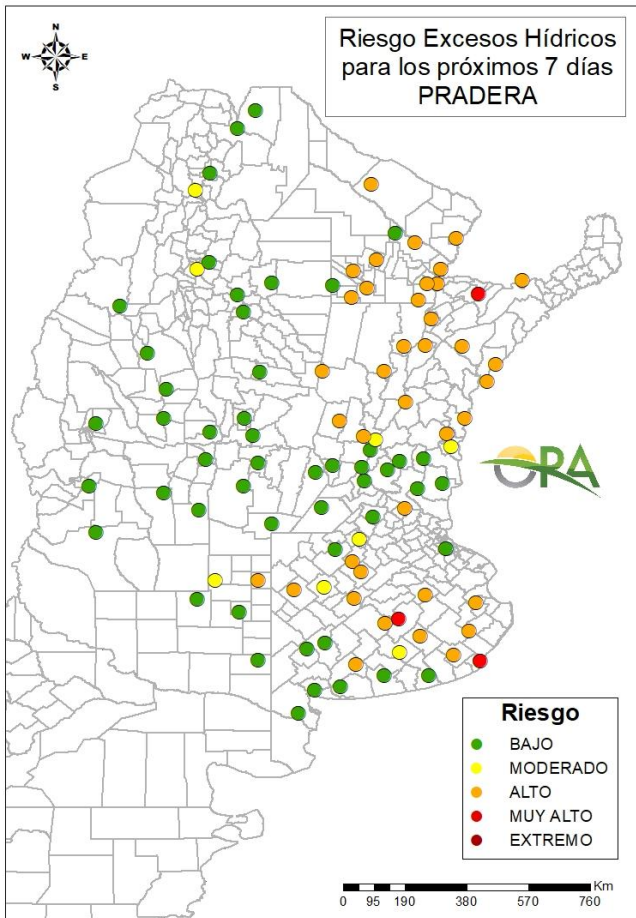 Riesgo Excesos Hídricos
para los próximos 7 días
PRADERA
N
W E
S
ORA
Riesgo
BAJO
MODERADO
ALTO
MUY ALTO
EXTREMO
Km
0 95 190 380 570 760